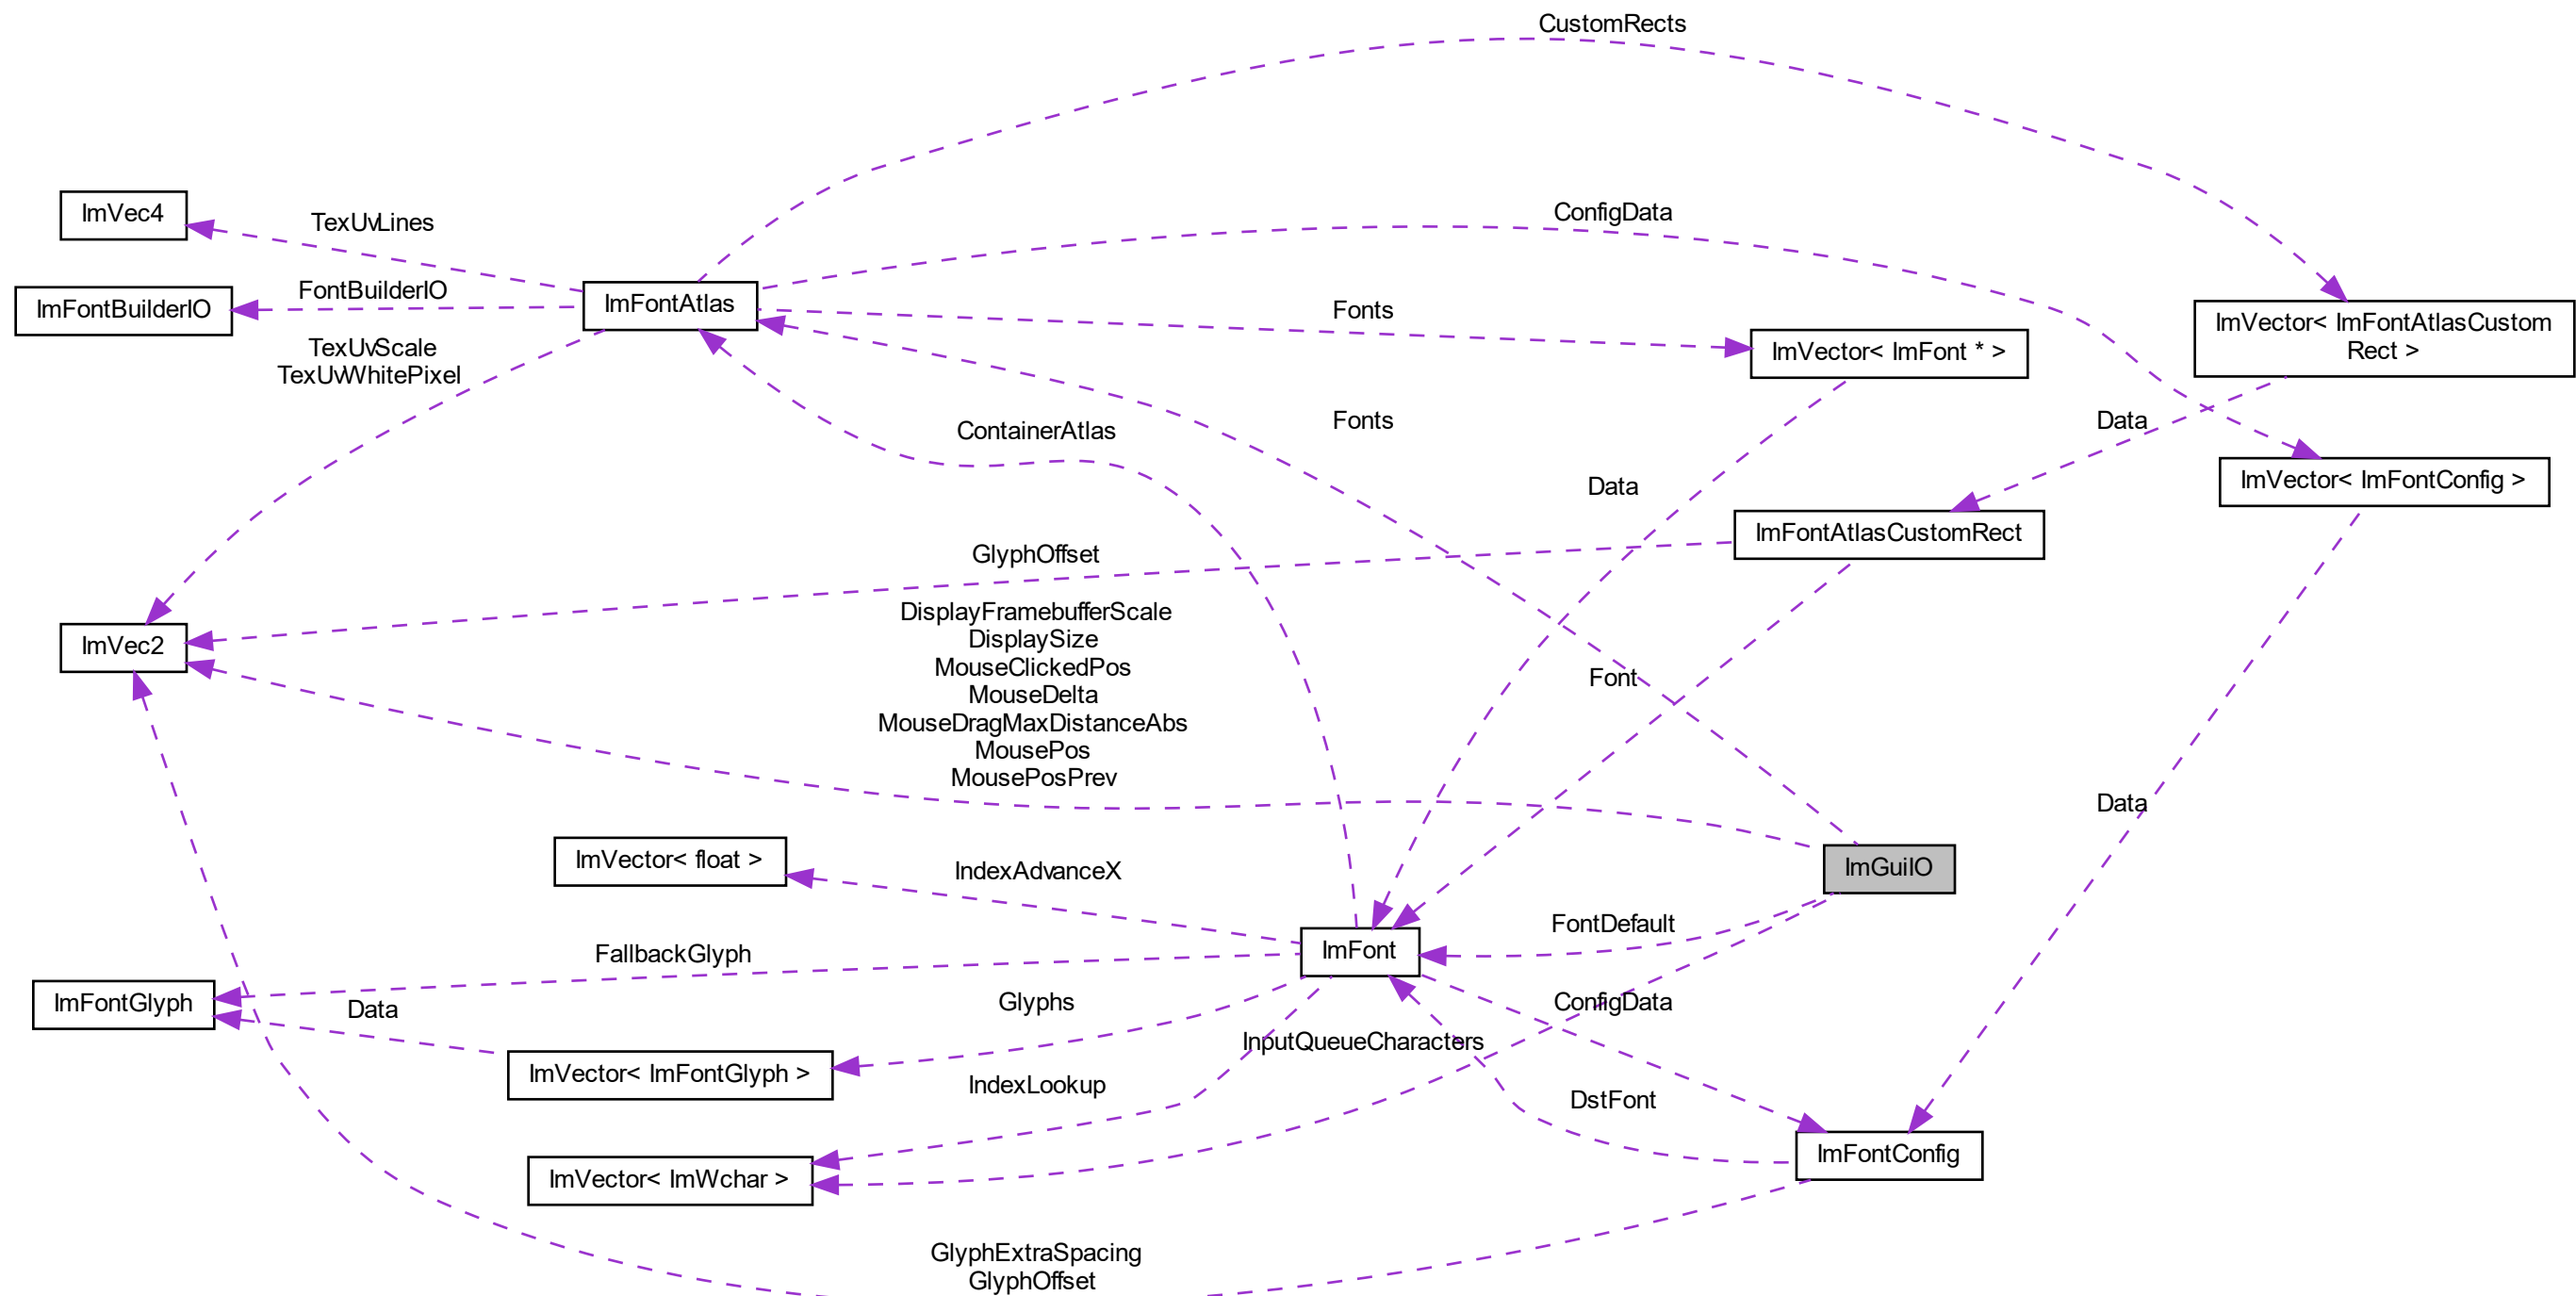 CustomRects
ImVec4
TexUvLines
ConfigData
ImFontBuilderIO
FontBuilderIO
ImFontAtlas
Fonts
ImVector< ImFontAtlasCustom
Rect >
TexUvScale
TexUvWhitePixel
ImVector< ImFont * >
ContainerAtlas
Fonts
Data
Data
ImVector< ImFontConfig >
GlyphOffset
ImFontAtlasCustomRect
ImVec2
DisplayFramebufferScale
DisplaySize
MouseClickedPos
MouseDelta
MouseDragMaxDistanceAbs
MousePos
MousePosPrev
Font
Data
ImVector< float >
IndexAdvanceX
ImGuiIO
FontDefault
FallbackGlyph
ImFont
ImFontGlyph
Data
Glyphs
ConfigData
ImVector< ImFontGlyph >
InputQueueCharacters
IndexLookup
DstFont
ImVector< ImWchar >
ImFontConfig
GlyphExtraSpacing
GlyphOffset